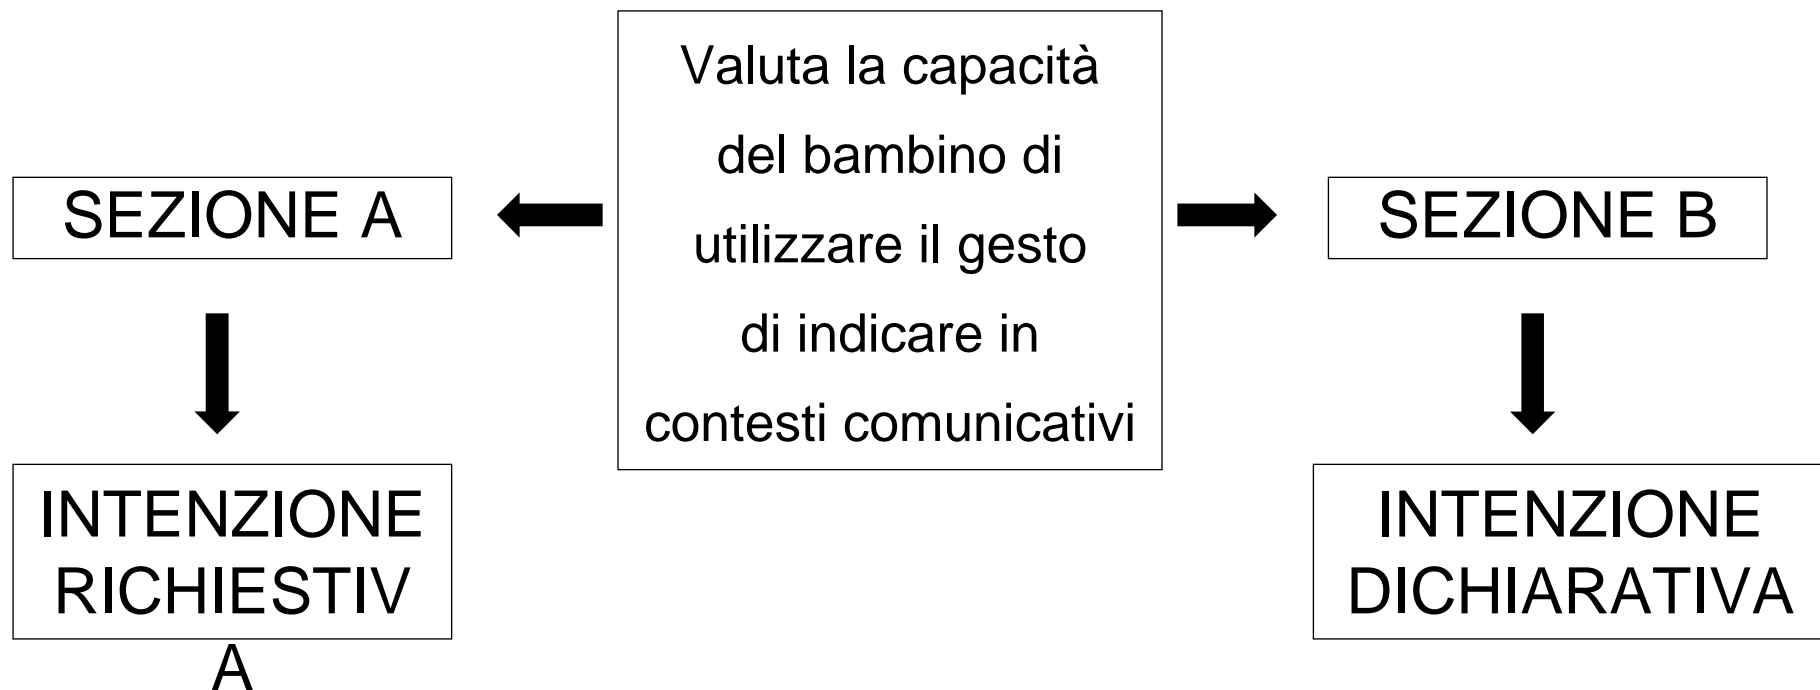 Valuta la capacità
del bambino di
utilizzare il gesto
di indicare in
contesti comunicativi
SEZIONE A
SEZIONE B
INTENZIONE
RICHIESTIV
A
INTENZIONE
DICHIARATIVA